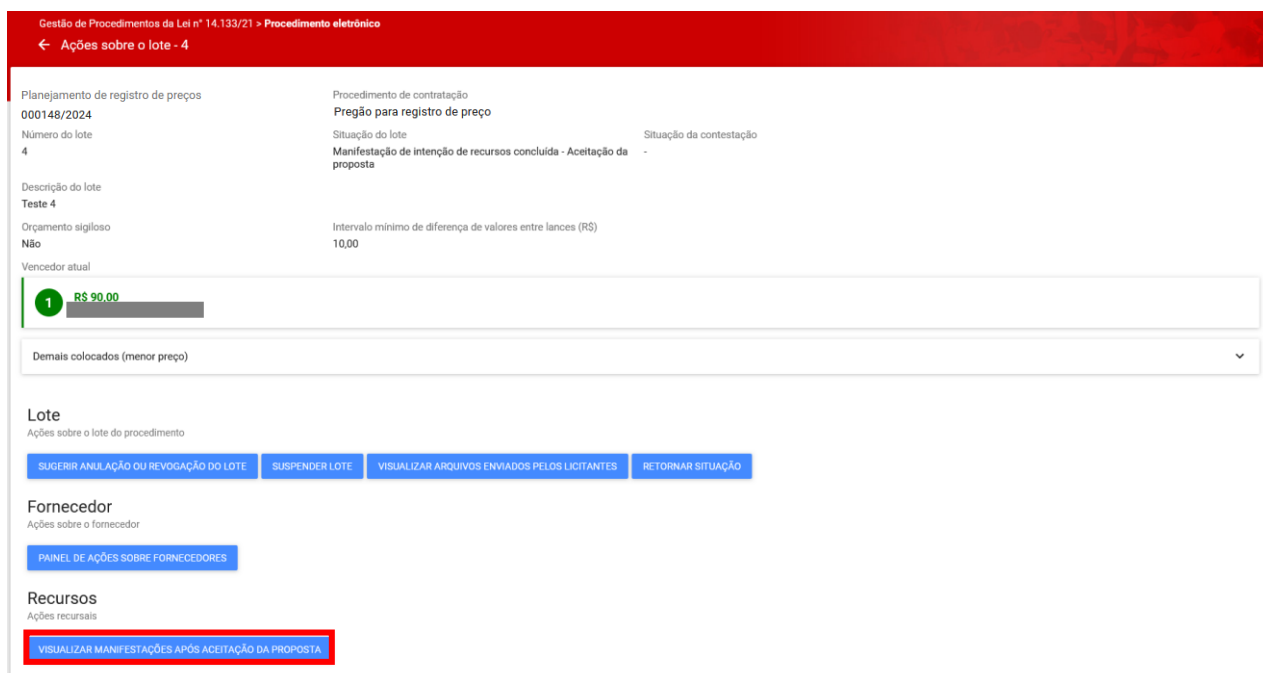 Gestão de Procedimentos da Lei n° 14.133/21 > Procedimento eletrônico
← Ações sobre o lote - 4
Planejamento de registro de preços
000148/2024
Procedimento de contratação
Pregão para registro de preço
Número do lote
4
Situação do lote
Manifestação de intenção de recursos concluída - Aceitação da
proposta
Situação da contestação
-
Descrição do lote
Teste 4
Orçamento sigiloso
Não
Intervalo mínimo de diferença de valores entre lances (R$)
10,00
Vencedor atual
1
R$ 90,00
Demais colocados (menor preço)
Lote
Ações sobre o lote do procedimento
SUGERIR ANULAÇÃO OU REVOGAÇÃO DO LOTE
SUSPENDER LOTE
VISUALIZAR ARQUIVOS ENVIADOS PELOS LICITANTES
RETORNAR SITUAÇÃO
Fornecedor
Ações sobre o fornecedor
PAINEL DE AÇÕES SOBRE FORNECEDORES
Recursos
Ações recursais
VISUALIZAR MANIFESTAÇÕES APÓS ACEITAÇÃO DA PROPOSTA